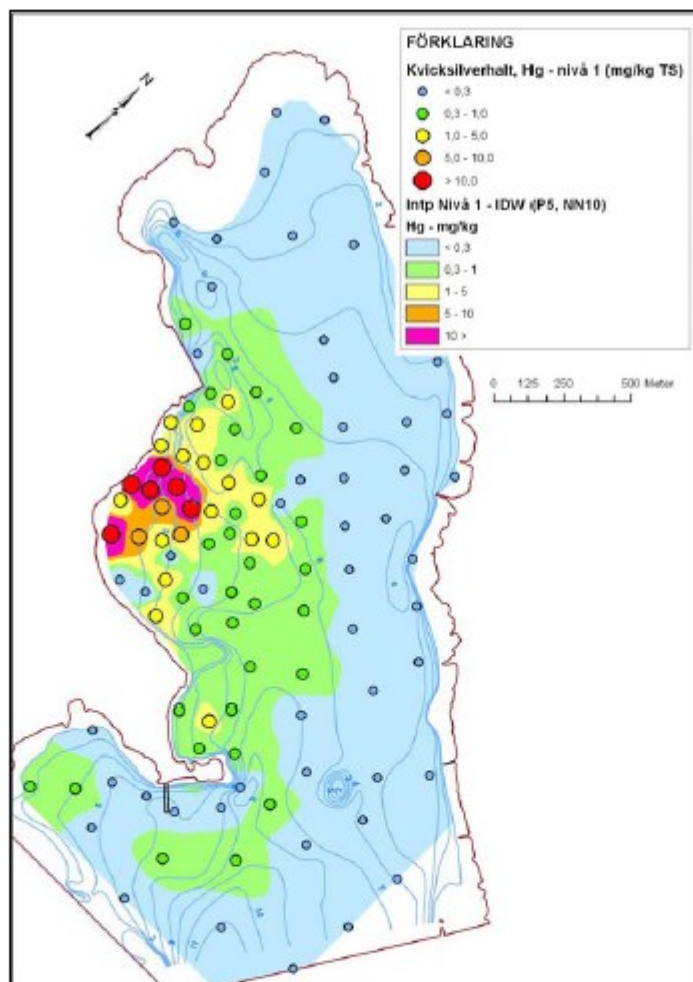 FÖRKLARING
Kvicksilverhalt, Hg - nivå 1 (mg/kg TS)
< 0,3
0,3 - 1,0
1,0 - 5,0
5,0 - 10,0
> 10,0
Intp Nivå 1 - IDW (P5, NN10)
Hg - mg/kg
< 0,3
0,3 - 1
1 - 5
5 - 10
10 >
0 125 250 500 Meter
N